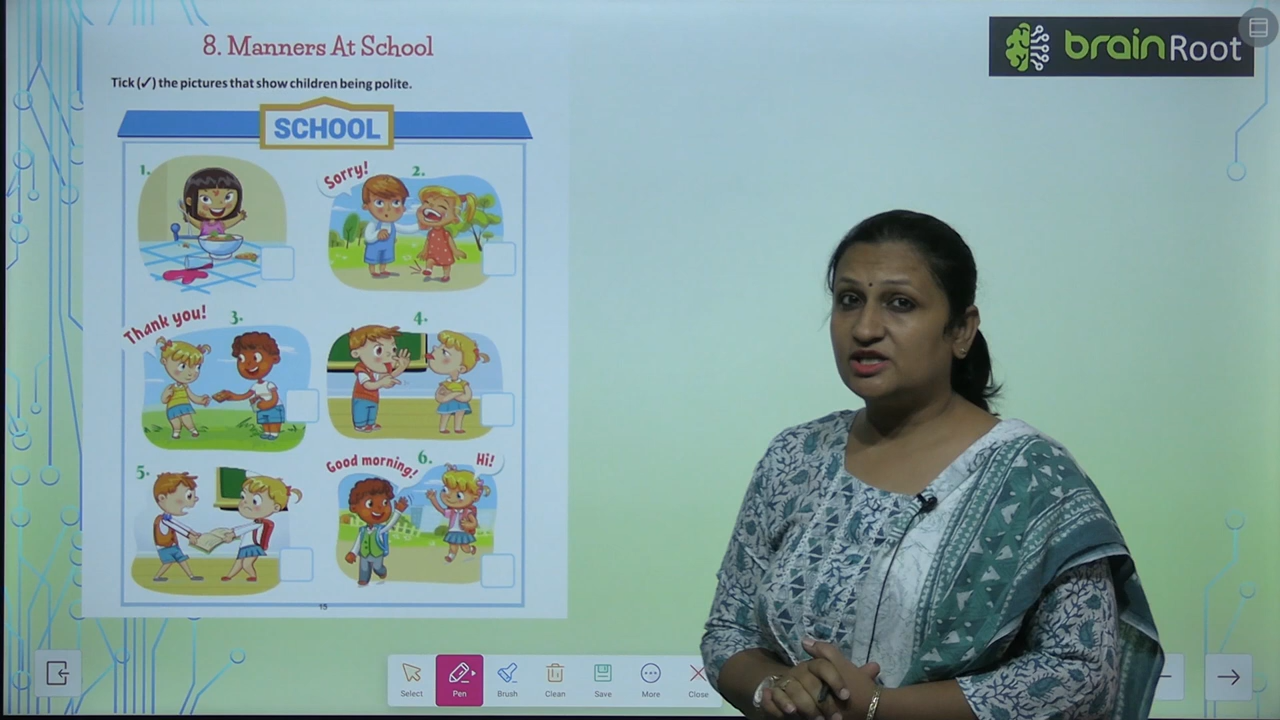 8. Manners At School
brainRoot
Tick (✓) the pictures that show children being polite.
SCHOOL
1.
Sorry!
2.
Thank you!
3.
4.
5.
Good morning!
6.
Hi!
15
Select
Pen
Brush
Clean
Save
More
Close